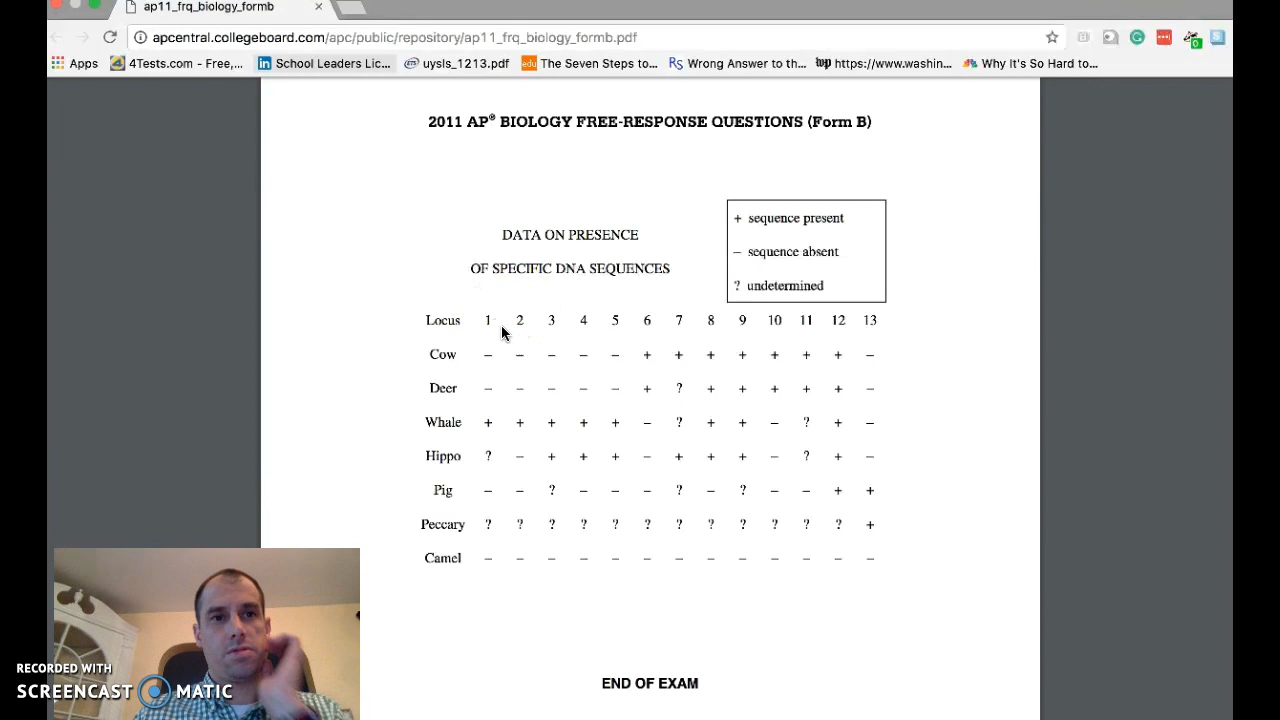 ap11_frq_biology_formb
apcentral.collegeboard.com/apc/public/repository/ap11_frq_biology_formb.pdf
Apps 4Tests.com - Free,... School Leaders Lic... uysls_1213.pdf The Seven Steps to... Wrong Answer to th... https://www.washin... Why It's So Hard to...
2011 AP® BIOLOGY FREE-RESPONSE QUESTIONS (Form B)
+ sequence present
– sequence absent
? undetermined
DATA ON PRESENCE
OF SPECIFIC DNA SEQUENCES
Locus 1 2 3 4 5 6 7 8 9 10 11 12 13
Cow – – – – – + + + + + + + –
Deer – – – – – + ? + + + + + –
Whale + + + + + – ? + + – ? + –
Hippo ? – + + + – + + + – ? + –
Pig – – ? – – – ? – ? – – + +
Peccary ? ? ? ? ? ? ? ? ? ? ? ? +
Camel – – – – – – – – – – – – –
END OF EXAM
RECORDED WITH
SCREENCAST MATIC